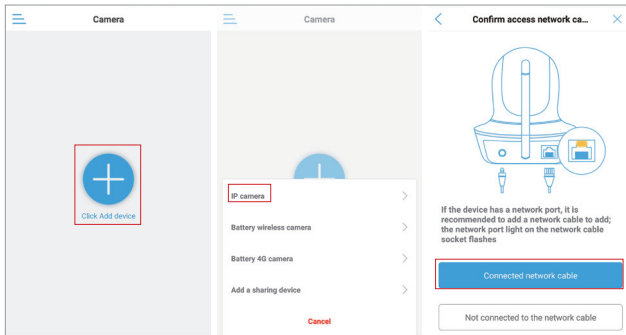 Camera
Click Add device
Camera
IP camera
Battery wireless camera
Battery 4G camera
Add a sharing device
Cancel
Confirm access network ca...
If the device has a network port, it is
recommended to add a network cable to add;
the network port light on the network cable
socket flashes
Connected network cable
Not connected to the network cable